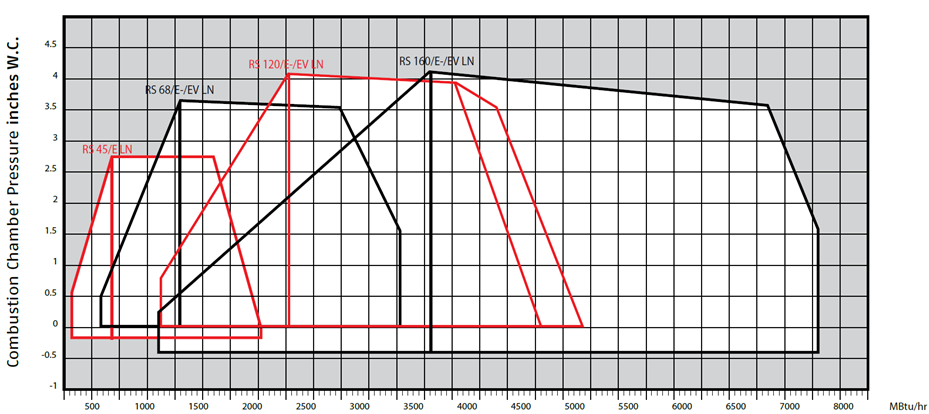 Combustion Chamber Pressure inches W.C.
4.5
4
3.5
3
2.5
2
1.5
1
0.5
0
-0.5
-1
RS 45/E LN
RS 68/E-/EV LN
RS 120/E-/EV LN
RS 160/E-/EV LN
500 1000 1500 2000 2500 3000 3500 4000 4500 5000 5500 6000 6500 7000 8000 MBtu/hr